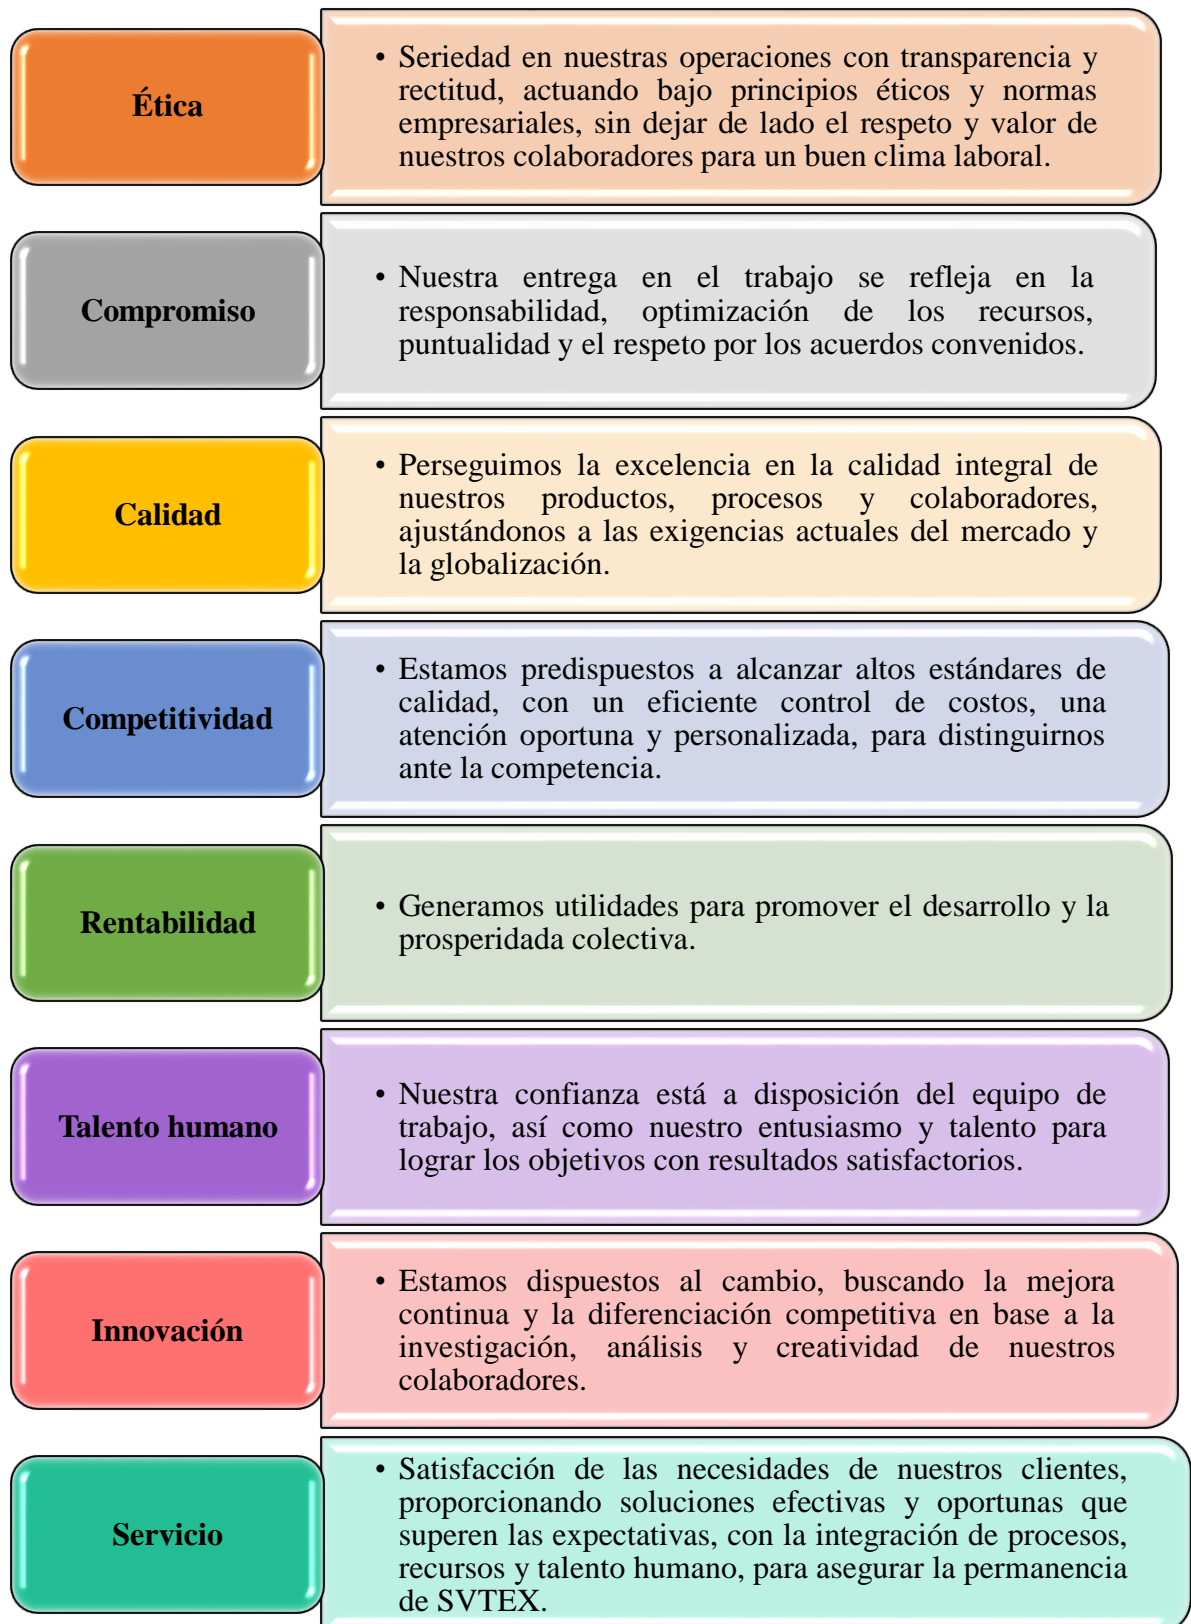 Ética
• Seriedad en nuestras operaciones con transparencia y
rectitud, actuando bajo principios éticos y normas
empresariales, sin dejar de lado el respeto y valor de
nuestros colaboradores para un buen clima laboral.
Compromiso
• Nuestra entrega en el trabajo se refleja en la
responsabilidad, optimización de los recursos,
puntualidad y el respeto por los acuerdos convenidos.
Calidad
• Perseguimos la excelencia en la calidad integral de
nuestros productos, procesos y colaboradores,
ajustándonos a las exigencias actuales del mercado y
la globalización.
Competitividad
• Estamos predispuestos a alcanzar altos estándares de
calidad, con un eficiente control de costos, una
atención oportuna y personalizada, para distinguirnos
ante la competencia.
Rentabilidad
• Generamos utilidades para promover el desarrollo y la
prosperidada colectiva.
Talento humano
• Nuestra confianza está a disposición del equipo de
trabajo, así como nuestro entusiasmo y talento para
lograr los objetivos con resultados satisfactorios.
Innovación
• Estamos dispuestos al cambio, buscando la mejora
continua y la diferenciación competitiva en base a la
investigación, análisis y creatividad de nuestros
colaboradores.
Servicio
• Satisfacción de las necesidades de nuestros clientes,
proporcionando soluciones efectivas y oportunas que
superen las expectativas, con la integración de procesos,
recursos y talento humano, para asegurar la permanencia
de SVTEX.